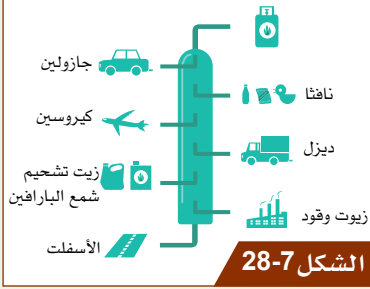 جازولين
نافثا
كيروسين
ديزل
زيت تشحيم
شمع البارافين
زيوت وقود
الأسفلت
الشكل 7-28